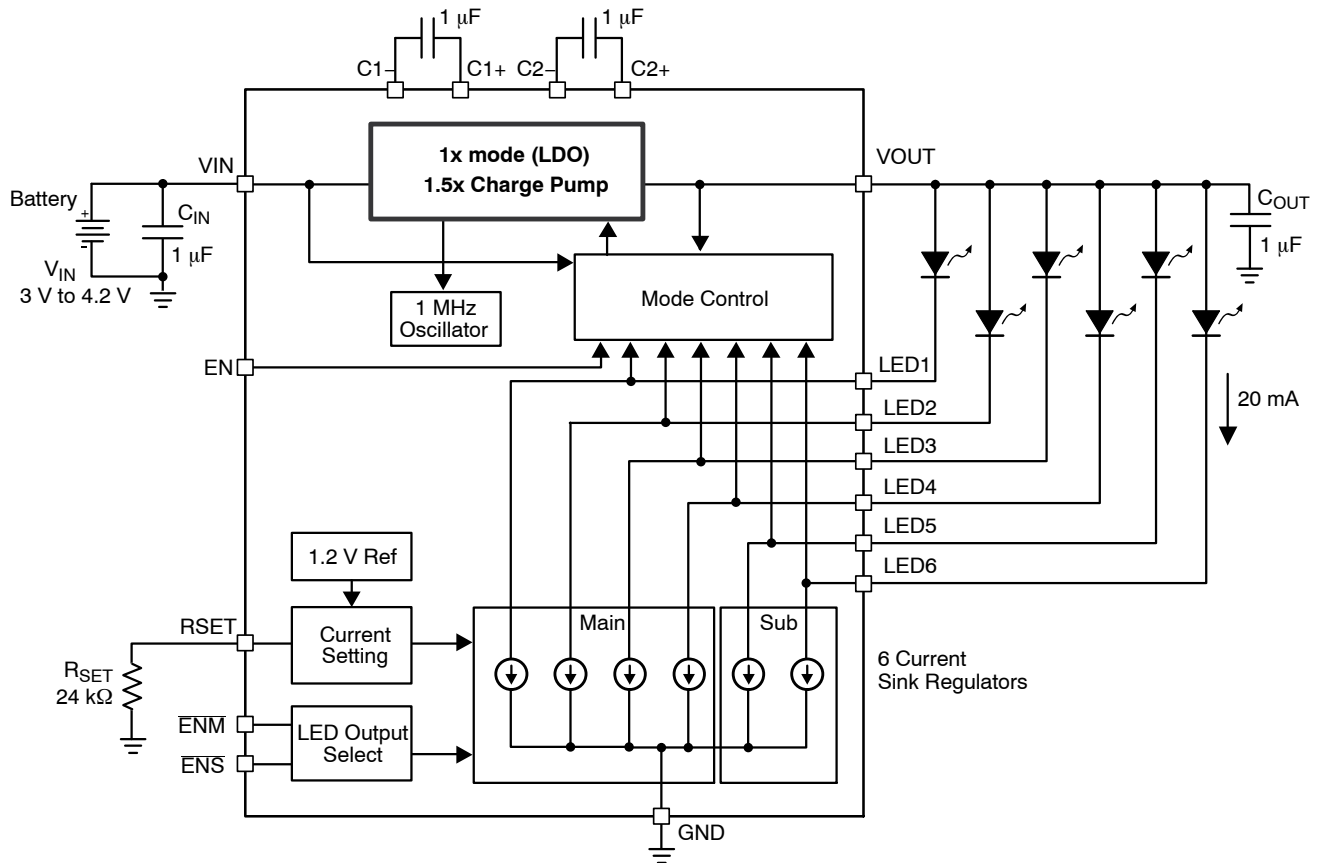 1 μF
1 μF
C1–
C1+
C2–
C2+
1x mode (LDO)
1.5x Charge Pump
VIN
VOUT
Battery
+
-
CIN
1 μF
VIN
3 V to 4.2 V
COUT
1 μF
1 MHz
Oscillator
Mode Control
EN
LED1
LED2
LED3
LED4
LED5
LED6
20 mA
1.2 V Ref
RSET
Current
Setting
Main
Sub
RSET
24 kΩ
6 Current
Sink Regulators
E̅N̅M̅
E̅N̅S̅
LED Output
Select
GND